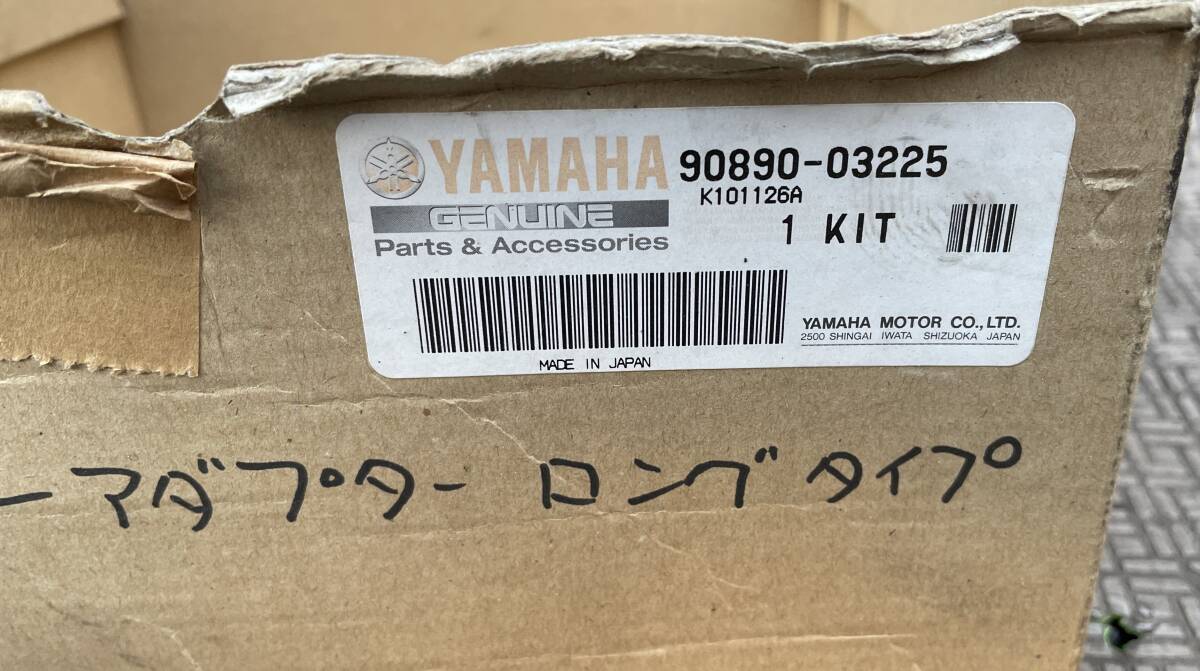 YAMAHA
GENUINE
Parts & Accessories
90890-03225
K101126A
1 KIT
YAMAHA MOTOR CO., LTD.
2500 SHINGAI IWATA SHIZUOKA JAPAN
MADE IN JAPAN
ーアダプター ロングタイプ